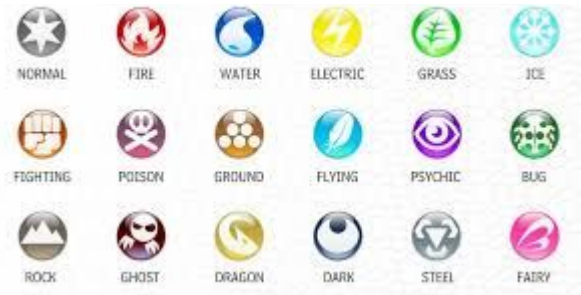 NORMAL FIRE WATER ELECTRIC GRASS ICE
FIGHTING POISON GROUND FLYING PSYCHIC BUG
ROCK GHOST DRAGON DARK STEEL FAIRY